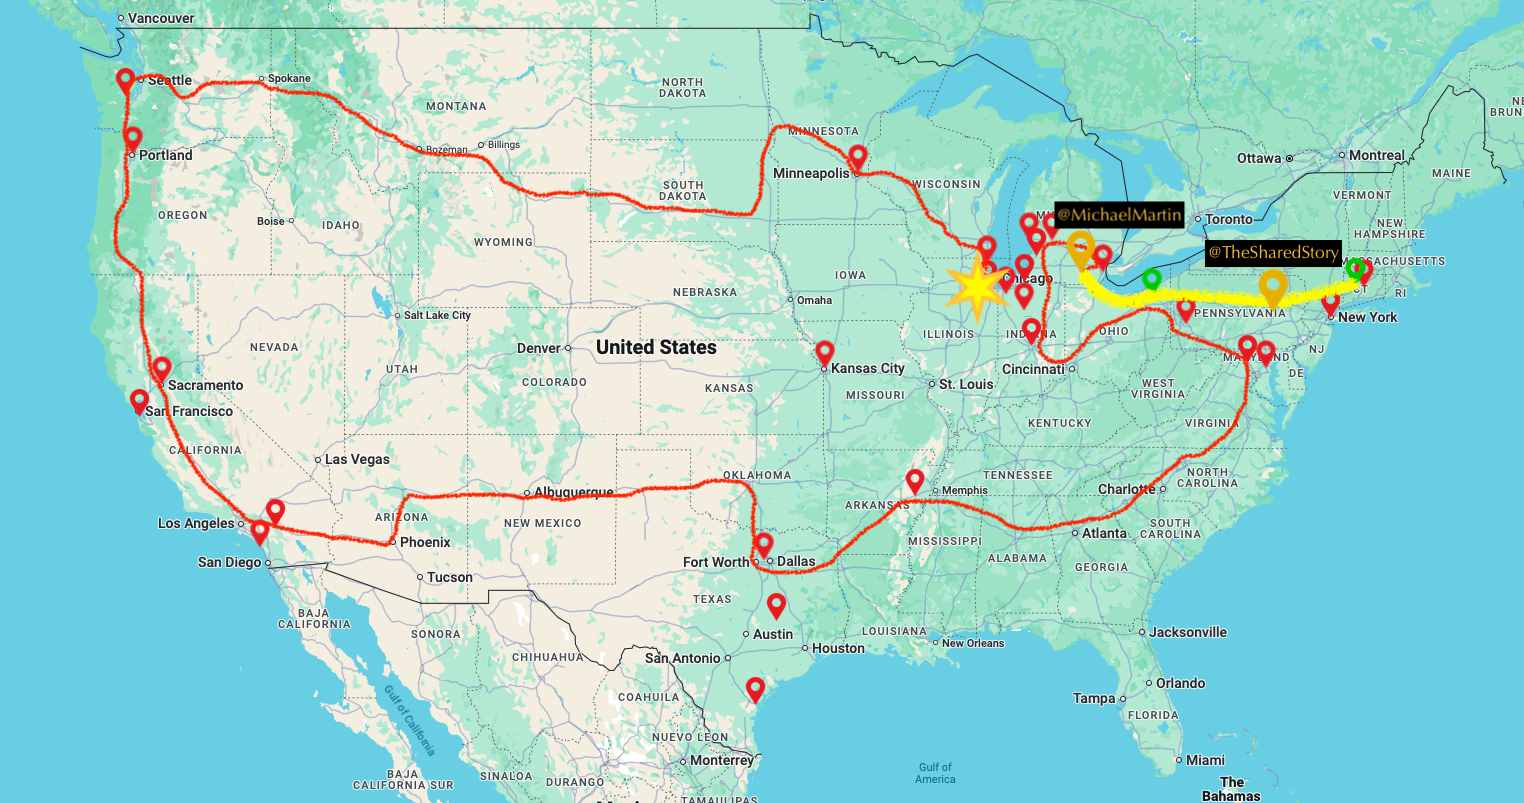 Vancouver
Seattle
Spokane
NORTH
DAKOTA
MONTANA
MINNESOTA
Bozeman
Billings
Portland
Minneapolis
Ottawa
Montreal
MAINE
SOUTH
DAKOTA
WISCONSIN
VERMONT
OREGON
Boise
IDAHO
@MichaelMartin
Toronto
NEW
HAMPSHIRE
WYOMING
@TheSharedStory
MASSACHUSETTS
Chicago
IOWA
CT
RI
NEBRASKA
Omaha
Salt Lake City
PENNSYLVANIA
New York
ILLINOIS
INDIANA
OHIO
NEVADA
Denver
United States
NJ
MARYLAND
UTAH
Kansas City
Cincinnati
DE
Sacramento
COLORADO
KANSAS
St. Louis
WEST
VIRGINIA
MISSOURI
San Francisco
KENTUCKY
VIRGINIA
CALIFORNIA
Las Vegas
OKLAHOMA
TENNESSEE
NORTH
CAROLINA
Albuquerque
Memphis
Charlotte
ARKANSAS
ARIZONA
NEW MEXICO
Los Angeles
SOUTH
CAROLINA
Phoenix
MISSISSIPPI
Atlanta
San Diego
Fort Worth
Dallas
ALABAMA
GEORGIA
Tucson
TEXAS
BAJA
CALIFORNIA
SONORA
Austin
LOUISIANA
New Orleans
Jacksonville
Houston
CHIHUAHUA
San Antonio
Gulf of California
COAHUILA
Orlando
Tampa
FLORIDA
NUEVO LEON
Monterrey
Gulf of
America
Miami
BAJA
CALIFORNIA SUR
SINALOA
DURANGO
The
Bahamas
TAMAULIPAS